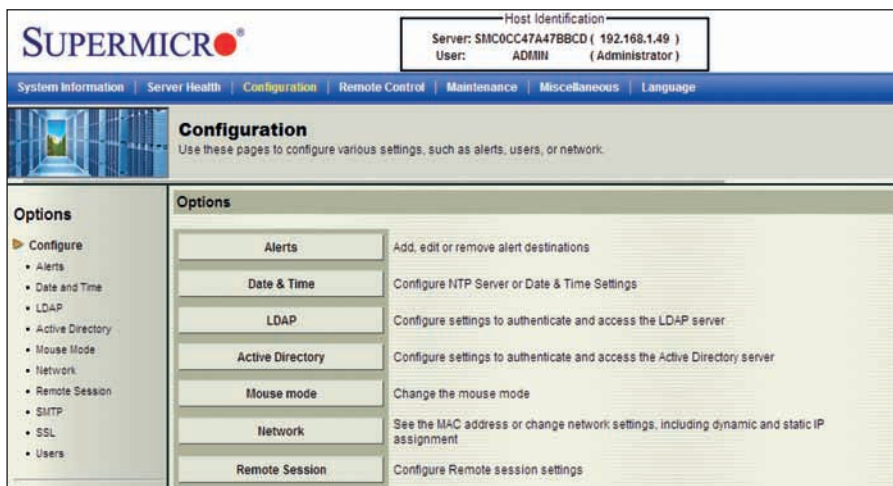 Host Identification
Server: SMC0CC47A47BBCD ( 192.168.1.49 )
User: ADMIN ( Administrator )
SUPERMICRO®
System Information | Server Health | Configuration | Remote Control | Maintenance | Miscellaneous | Language
Configuration
Use these pages to configure various settings, such as alerts, users, or network.
Options
Configure
• Alerts
• Date and Time
• LDAP
• Active Directory
• Mouse Mode
• Network
• Remote Session
• SMTP
• SSL
• Users
Options
Alerts Add, edit or remove alert destinations
Date & Time Configure NTP Server or Date & Time Settings
LDAP Configure settings to authenticate and access the LDAP server
Active Directory Configure settings to authenticate and access the Active Directory server
Mouse mode Change the mouse mode
Network See the MAC address or change network settings, including dynamic and static IP
assignment
Remote Session Configure Remote session settings